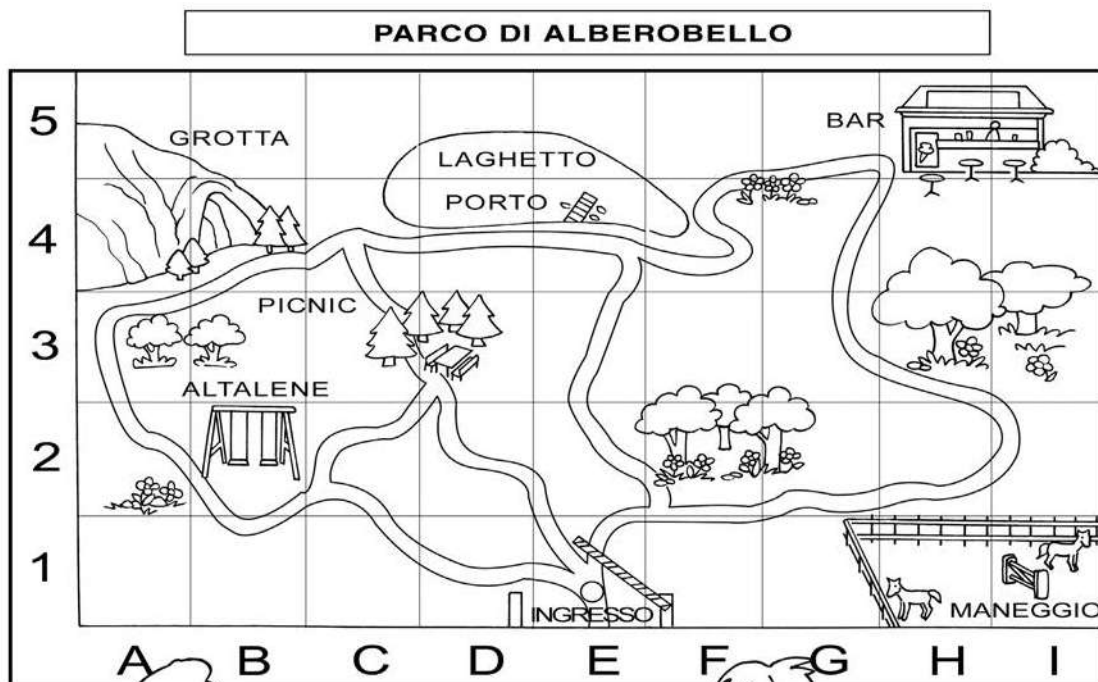 PARCO DI ALBEROBELLO
5
GROTTA
LAGHETTO
BAR
4
PORTO
3
PICNIC
ALTALENE
2
1
INGRESSO
MANEGGIO
A B C D E F G H I